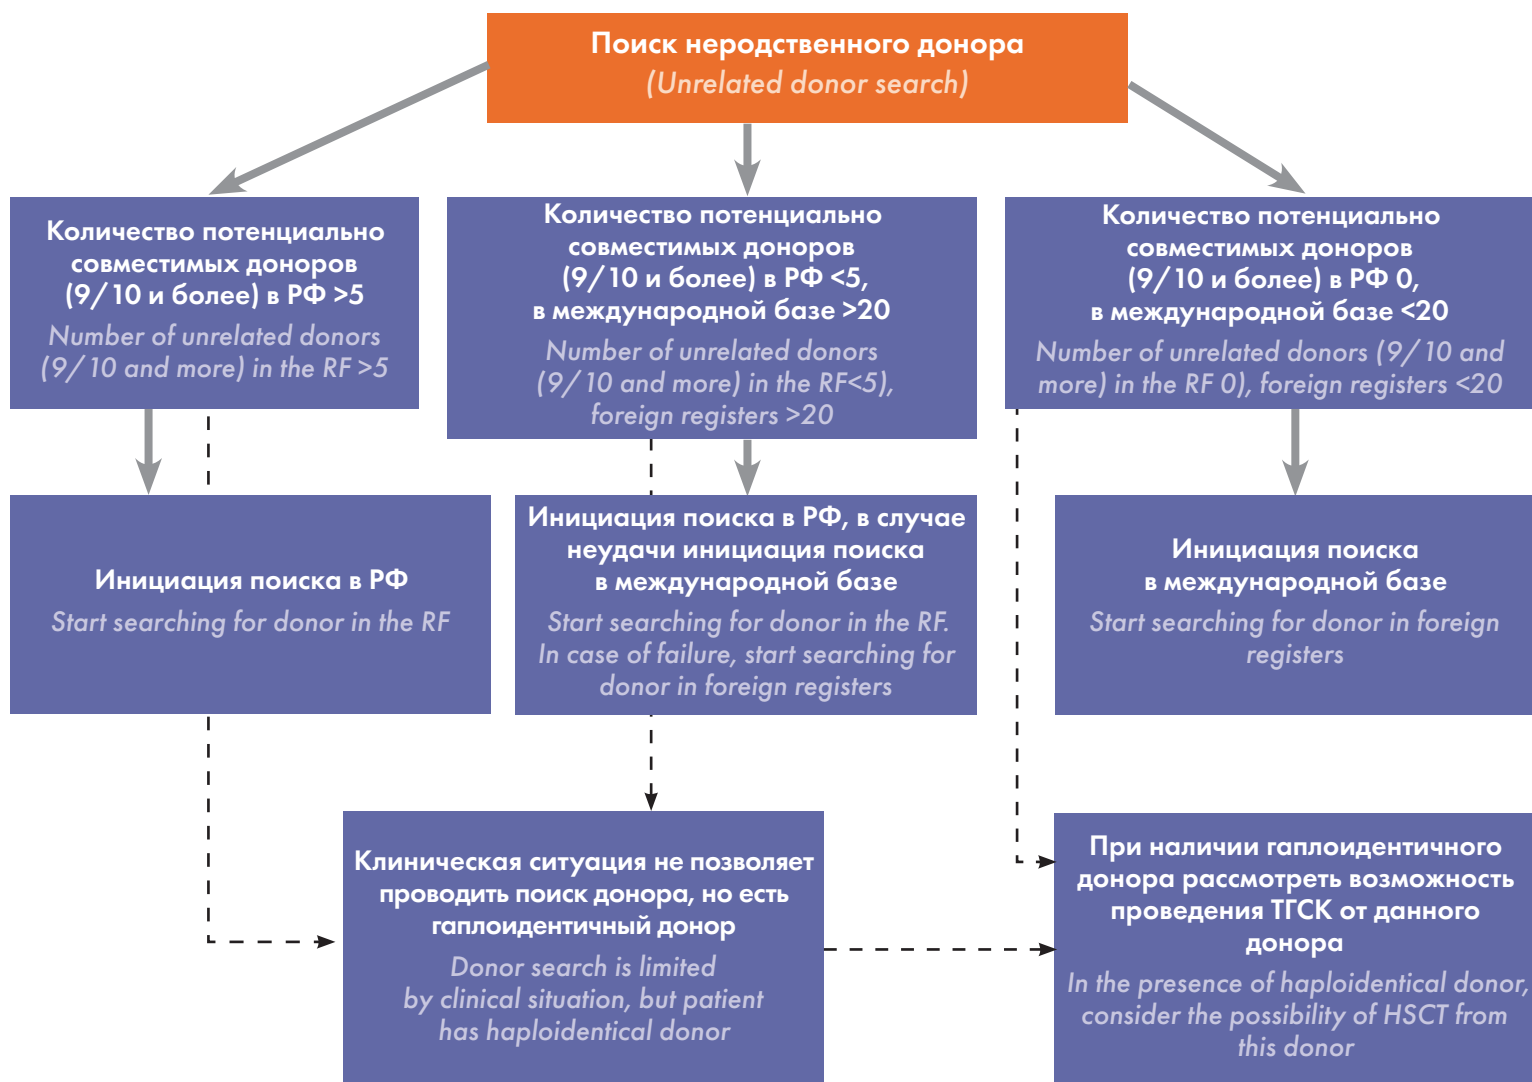 Поиск неродственного донора
(Unrelated donor search)
Количество потенциально
совместимых доноров
(9/10 и более) в РФ >5
Number of unrelated donors
(9/10 and more) in the RF >5
Количество потенциально
совместимых доноров
(9/10 и более) в РФ <5,
в международной базе >20
Number of unrelated donors
(9/10 and more) in the RF<5),
foreign registers >20
Количество потенциально
совместимых доноров
(9/10 и более) в РФ 0,
в международной базе <20
Number of unrelated donors (9/10 and
more) in the RF 0), foreign registers <20
Инициация поиска в РФ
Start searching for donor in the RF
Инициация поиска в РФ, в случае
неудачи инициация поиска
в международной базе
Start searching for donor in the RF.
In case of failure, start searching for
donor in foreign registers
Инициация поиска
в международной базе
Start searching for donor in foreign
registers
Клиническая ситуация не позволяет
проводить поиск донора, но есть
гаплоидентичный донор
Donor search is limited
by clinical situation, but patient
has haploidentical donor
При наличии гаплоидентичного
донора рассмотреть возможность
проведения ТГСК от данного
донора
In the presence of haploidentical donor,
consider the possibility of HSCT from
this donor